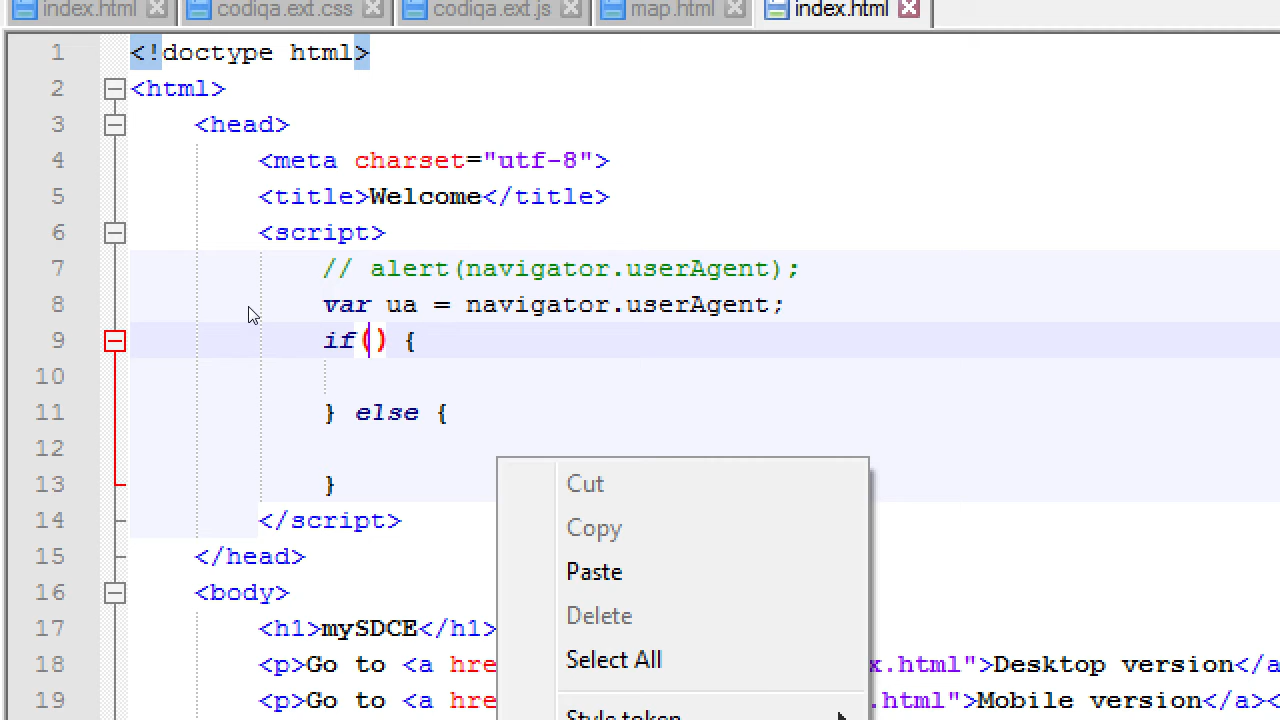 index.html codiqa.ext.css codiqa.ext.js map.html index.html
1 <!doctype html>
2 <html>
3 <head>
4 <meta charset="utf-8">
5 <title>Welcome</title>
6 <script>
7 // alert(navigator.userAgent);
8 var ua = navigator.userAgent;
9 if() {
10
11 } else {
12
13 }
14 </script>
15 </head>
16 <body>
17 <h1>mySDCE</h1>
18 <p>Go to <a hre x.html">Desktop version</a
19 <p>Go to <a hre .html">Mobile version</a><
Cut
Copy
Paste
Delete
Select All
Style token